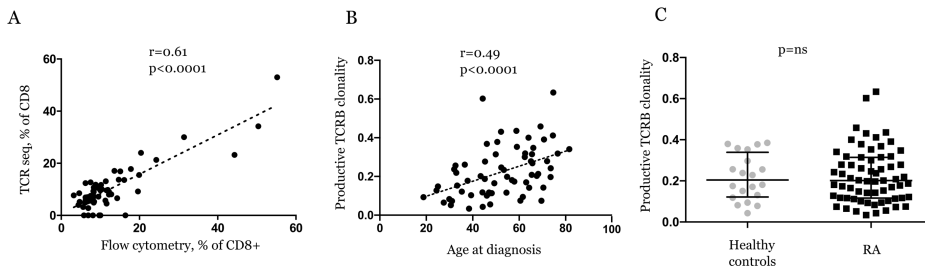 A
r=0.61
p<0.0001
TCR seq, % of CD8
60
40
20
0
0 20 40 60
Flow cytometry, % of CD8+
B
r=0.49
p<0.0001
Productive TCRB clonality
0.8
0.6
0.4
0.2
0.0
0 20 40 60 80 100
Age at diagnosis
C
p=ns
Productive TCRB clonality
0.8
0.6
0.4
0.2
0.0
Healthy
controls
RA